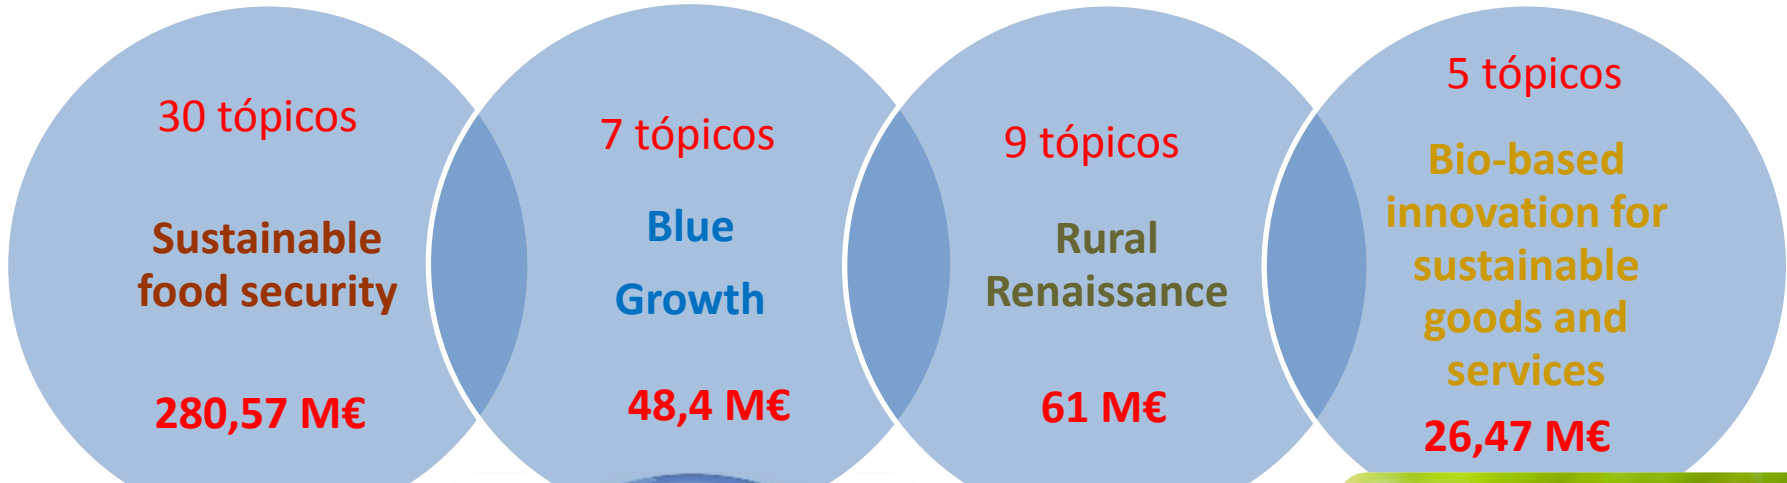 30 tópicos
Sustainable
food security
280,57 M€
7 tópicos
Blue
Growth
48,4 M€
9 tópicos
Rural
Renaissance
61 M€
5 tópicos
Bio-based
innovation for
sustainable
goods and
services
26,47 M€